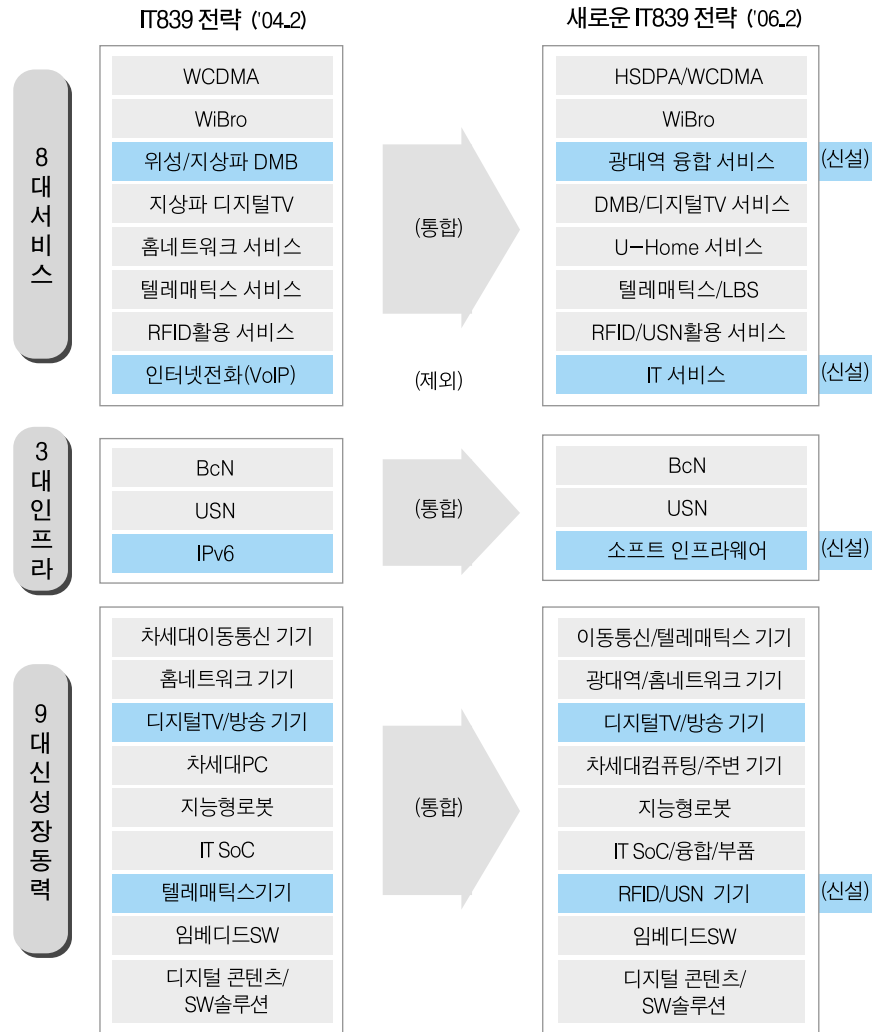 IT839 전략 ('04.2)
새로운 IT839 전략 ('06.2)
8대서비스
WCDMA
WiBro
위성/지상파 DMB
지상파 디지털TV
홈네트워크 서비스
텔레매틱스 서비스
RFID활용 서비스
인터넷전화(VoIP)
(통합)
(제외)
HSDPA/WCDMA
WiBro
광대역 융합 서비스
(신설)
DMB/디지털TV 서비스
U-Home 서비스
텔레매틱스/LBS
RFID/USN활용 서비스
IT 서비스
(신설)
3대인프라
BcN
USN
IPv6
(통합)
BcN
USN
소프트 인프라웨어
(신설)
9대신성장동력
차세대이동통신 기기
홈네트워크 기기
디지털TV/방송 기기
차세대PC
지능형로봇
IT SoC
텔레매틱스기기
임베디드SW
디지털 콘텐츠/
SW솔루션
(통합)
이동통신/텔레매틱스 기기
광대역/홈네트워크 기기
디지털TV/방송 기기
차세대컴퓨팅/주변 기기
지능형로봇
IT SoC/융합/부품
RFID/USN 기기
(신설)
임베디드SW
디지털 콘텐츠/
SW솔루션